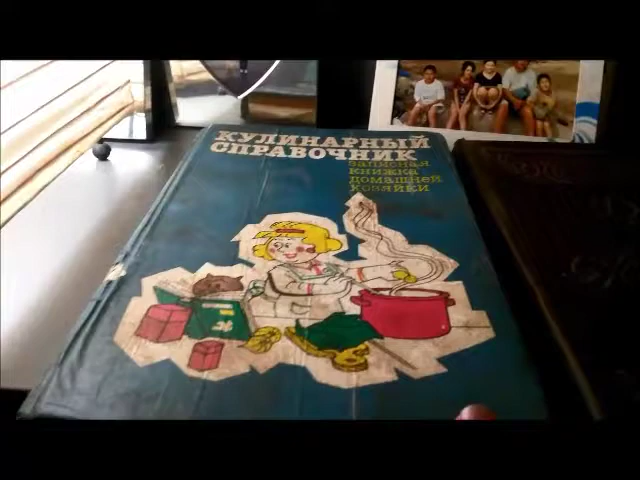 КУЛИНАРНЫЙ
СПРАВОЧНИК
записная
книжка
домашней
хозяйки